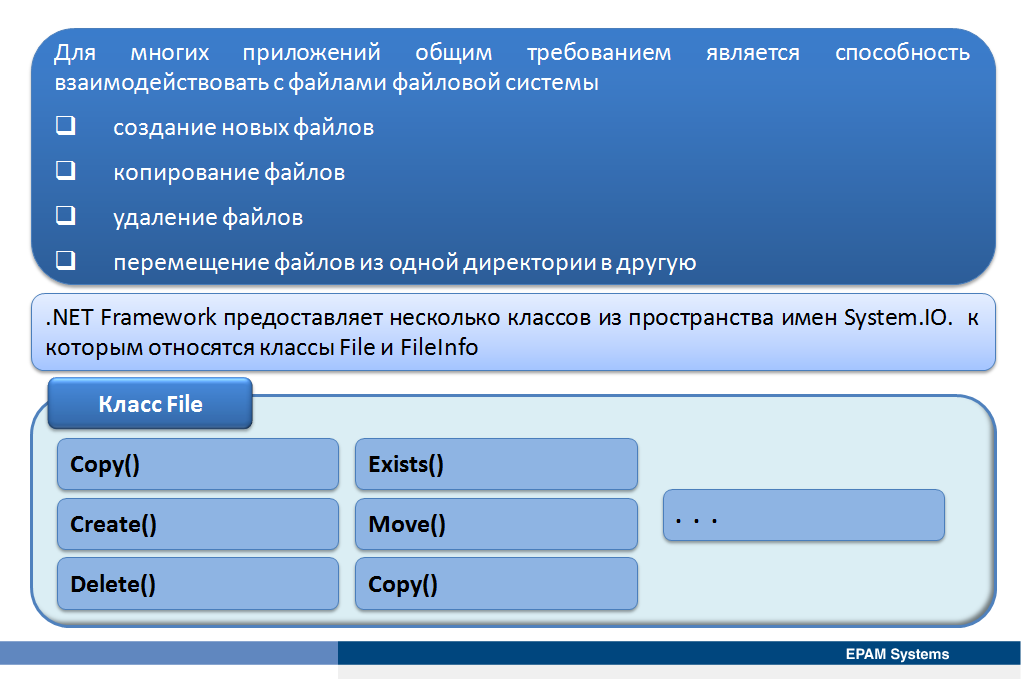 Для многих приложений общим требованием является способность
взаимодействовать с файлами файловой системы
создание новых файлов
копирование файлов
удаление файлов
перемещение файлов из одной директории в другую
.NET Framework предоставляет несколько классов из пространства имен System.IO. к
которым относятся классы File и FileInfo
Класс File
Copy()
Exists()
Create()
Move()
. . .
Delete()
Copy()
EPAM Systems